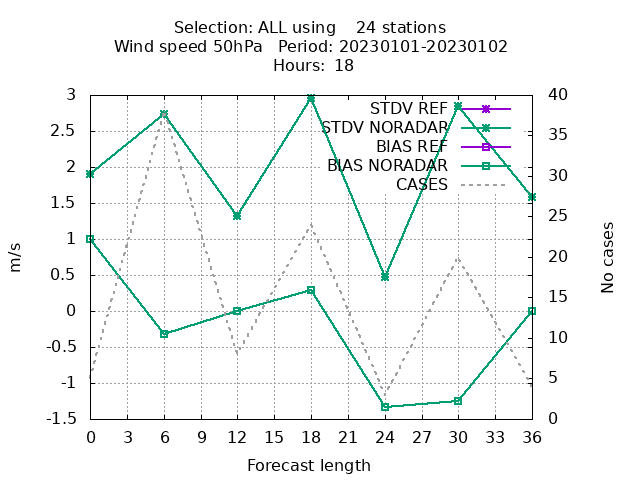 Selection: ALL using    24 stations
Wind speed 50hPa   Period: 20230101-20230102
Hours: 18
3
2.5
2
1.5
1
0.5
0
-0.5
-1
-1.5
m/s
STDV REF
STDV NORADAR
BIAS REF
BIAS NORADAR
CASES
40
35
30
25
20
15
10
5
0
No cases
0 3 6 9 12 15 18 21 24 27 30 33 36
Forecast length